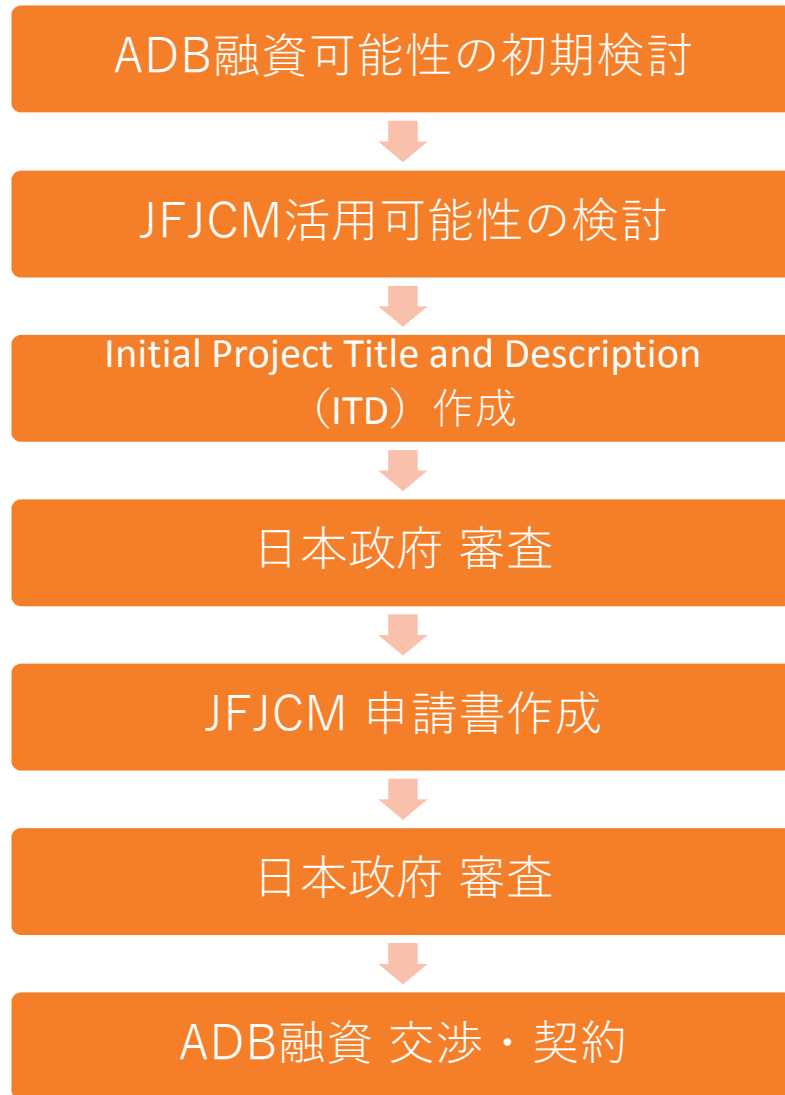 ADB融資可能性の初期検討
JFJCM活用可能性の検討
Initial Project Title and Description
（ITD）作成
日本政府 審査
JFJCM 申請書作成
日本政府 審査
ADB融資 交渉・契約